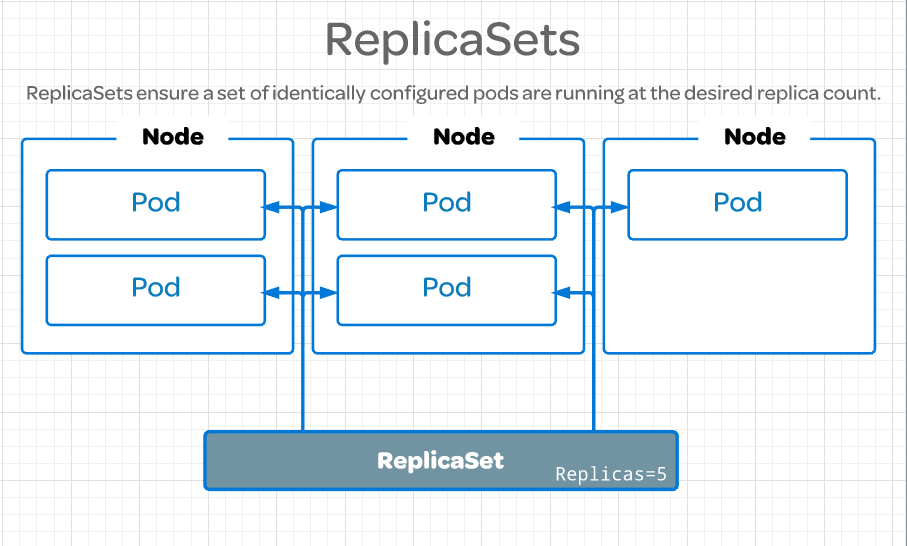 ReplicaSets
ReplicaSets ensure a set of identically configured pods are running at the desired replica count.
Node
Node
Node
Pod
Pod
Pod
Pod
Pod
ReplicaSet
Replicas=5